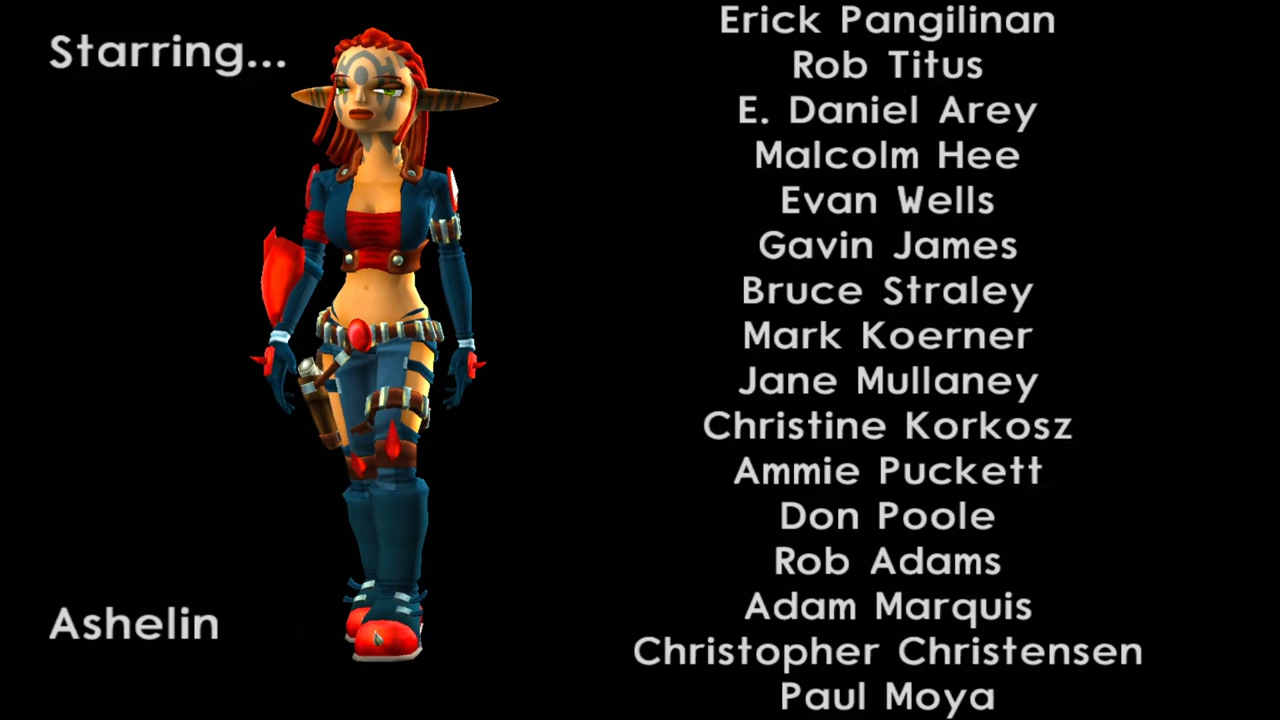 Starring...
Ashelin
Erick Pangilinan
Rob Titus
E. Daniel Arey
Malcolm Hee
Evan Wells
Gavin James
Bruce Straley
Mark Koerner
Jane Mullaney
Christine Korkosz
Ammie Puckett
Don Poole
Rob Adams
Adam Marquis
Christopher Christensen
Paul Moya